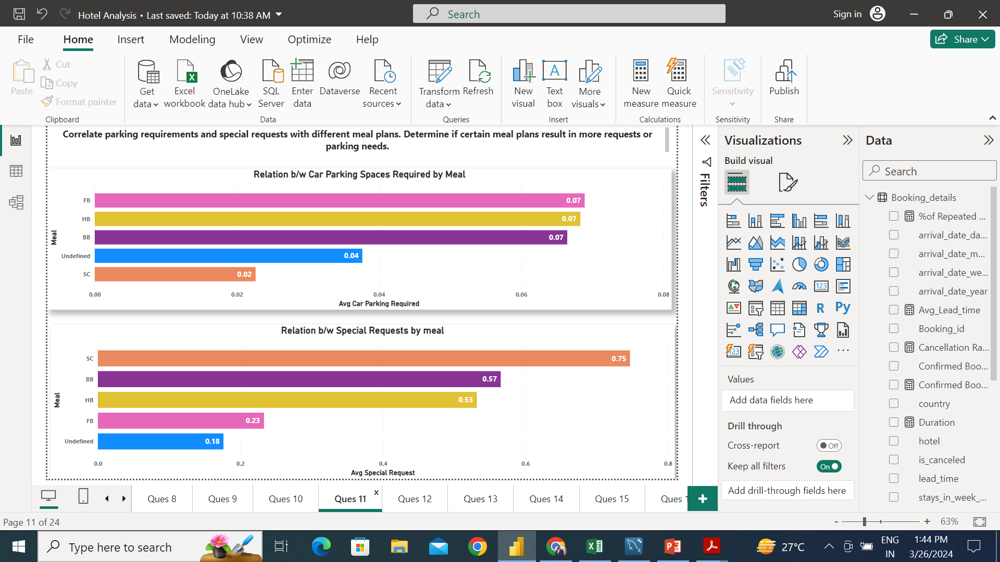 Hotel Analysis • Last saved: Today at 10:38 AM
Search
Sign in
File Home Insert Modeling View Optimize Help
Share
Paste
Cut
Copy
Format painter
Clipboard
Get data
Excel workbook
OneLake data hub
SQL Server
Enter data
Dataverse
Recent sources
Data
Transform data
Refresh
Queries
New visual
A
Text box
More visuals
Insert
New measure
Quick measure
Calculations
Sensitivity
Sensitivity
Publish
Share
Correlate parking requirements and special requests with different meal plans. Determine if certain meal plans result in more requests or
parking needs.
Relation b/w Car Parking Spaces Required by Meal
Meal
FB 0.07
HB 0.07
BB 0.07
Undefined 0.04
SC 0.02
0.00 0.02 0.04 0.06 0.08
Avg Car Parking Required
Relation b/w Special Requests by meal
Meal
SC 0.75
BB 0.57
HB 0.53
FB 0.23
Undefined 0.18
0.0 0.2 0.4 0.6 0.8
Avg Special Request
Filters
Visualizations
Build visual
123
R Py
123
Values
Add data fields here
Drill through
Cross-report Off
Keep all filters On
Add drill-through fields here
Data
Search
Booking_details
%of Repeated ...
arrival_date_da...
arrival_date_m...
arrival_date_we...
arrival_date_year
Avg_Lead_time
Booking_id
Cancellation Ra...
Confirmed Boo...
Confirmed Boo...
country
Duration
hotel
is_canceled
lead_time
stays_in_week_...
Ques 8 Ques 9 Ques 10 Ques 11 x Ques 12 Ques 13 Ques 14 Ques 15 Ques
Page 11 of 24
- + 63%
Type here to search
27°C
ENG
IN
1:44 PM
3/26/2024